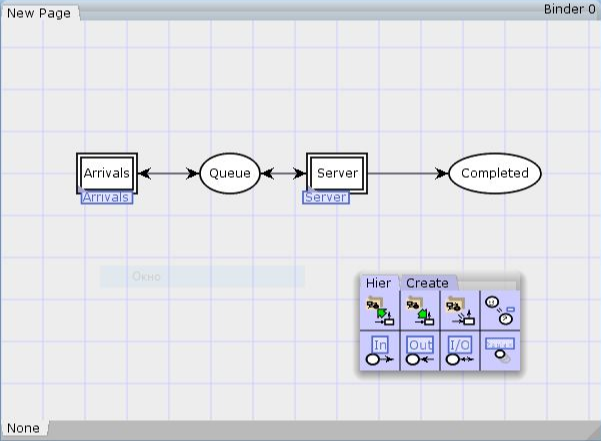 New Page
Binder 0
Arrivals
Queue
Server
Completed
Arrivals
Server
Окно
Hier
Create
In
Out
I/O
None